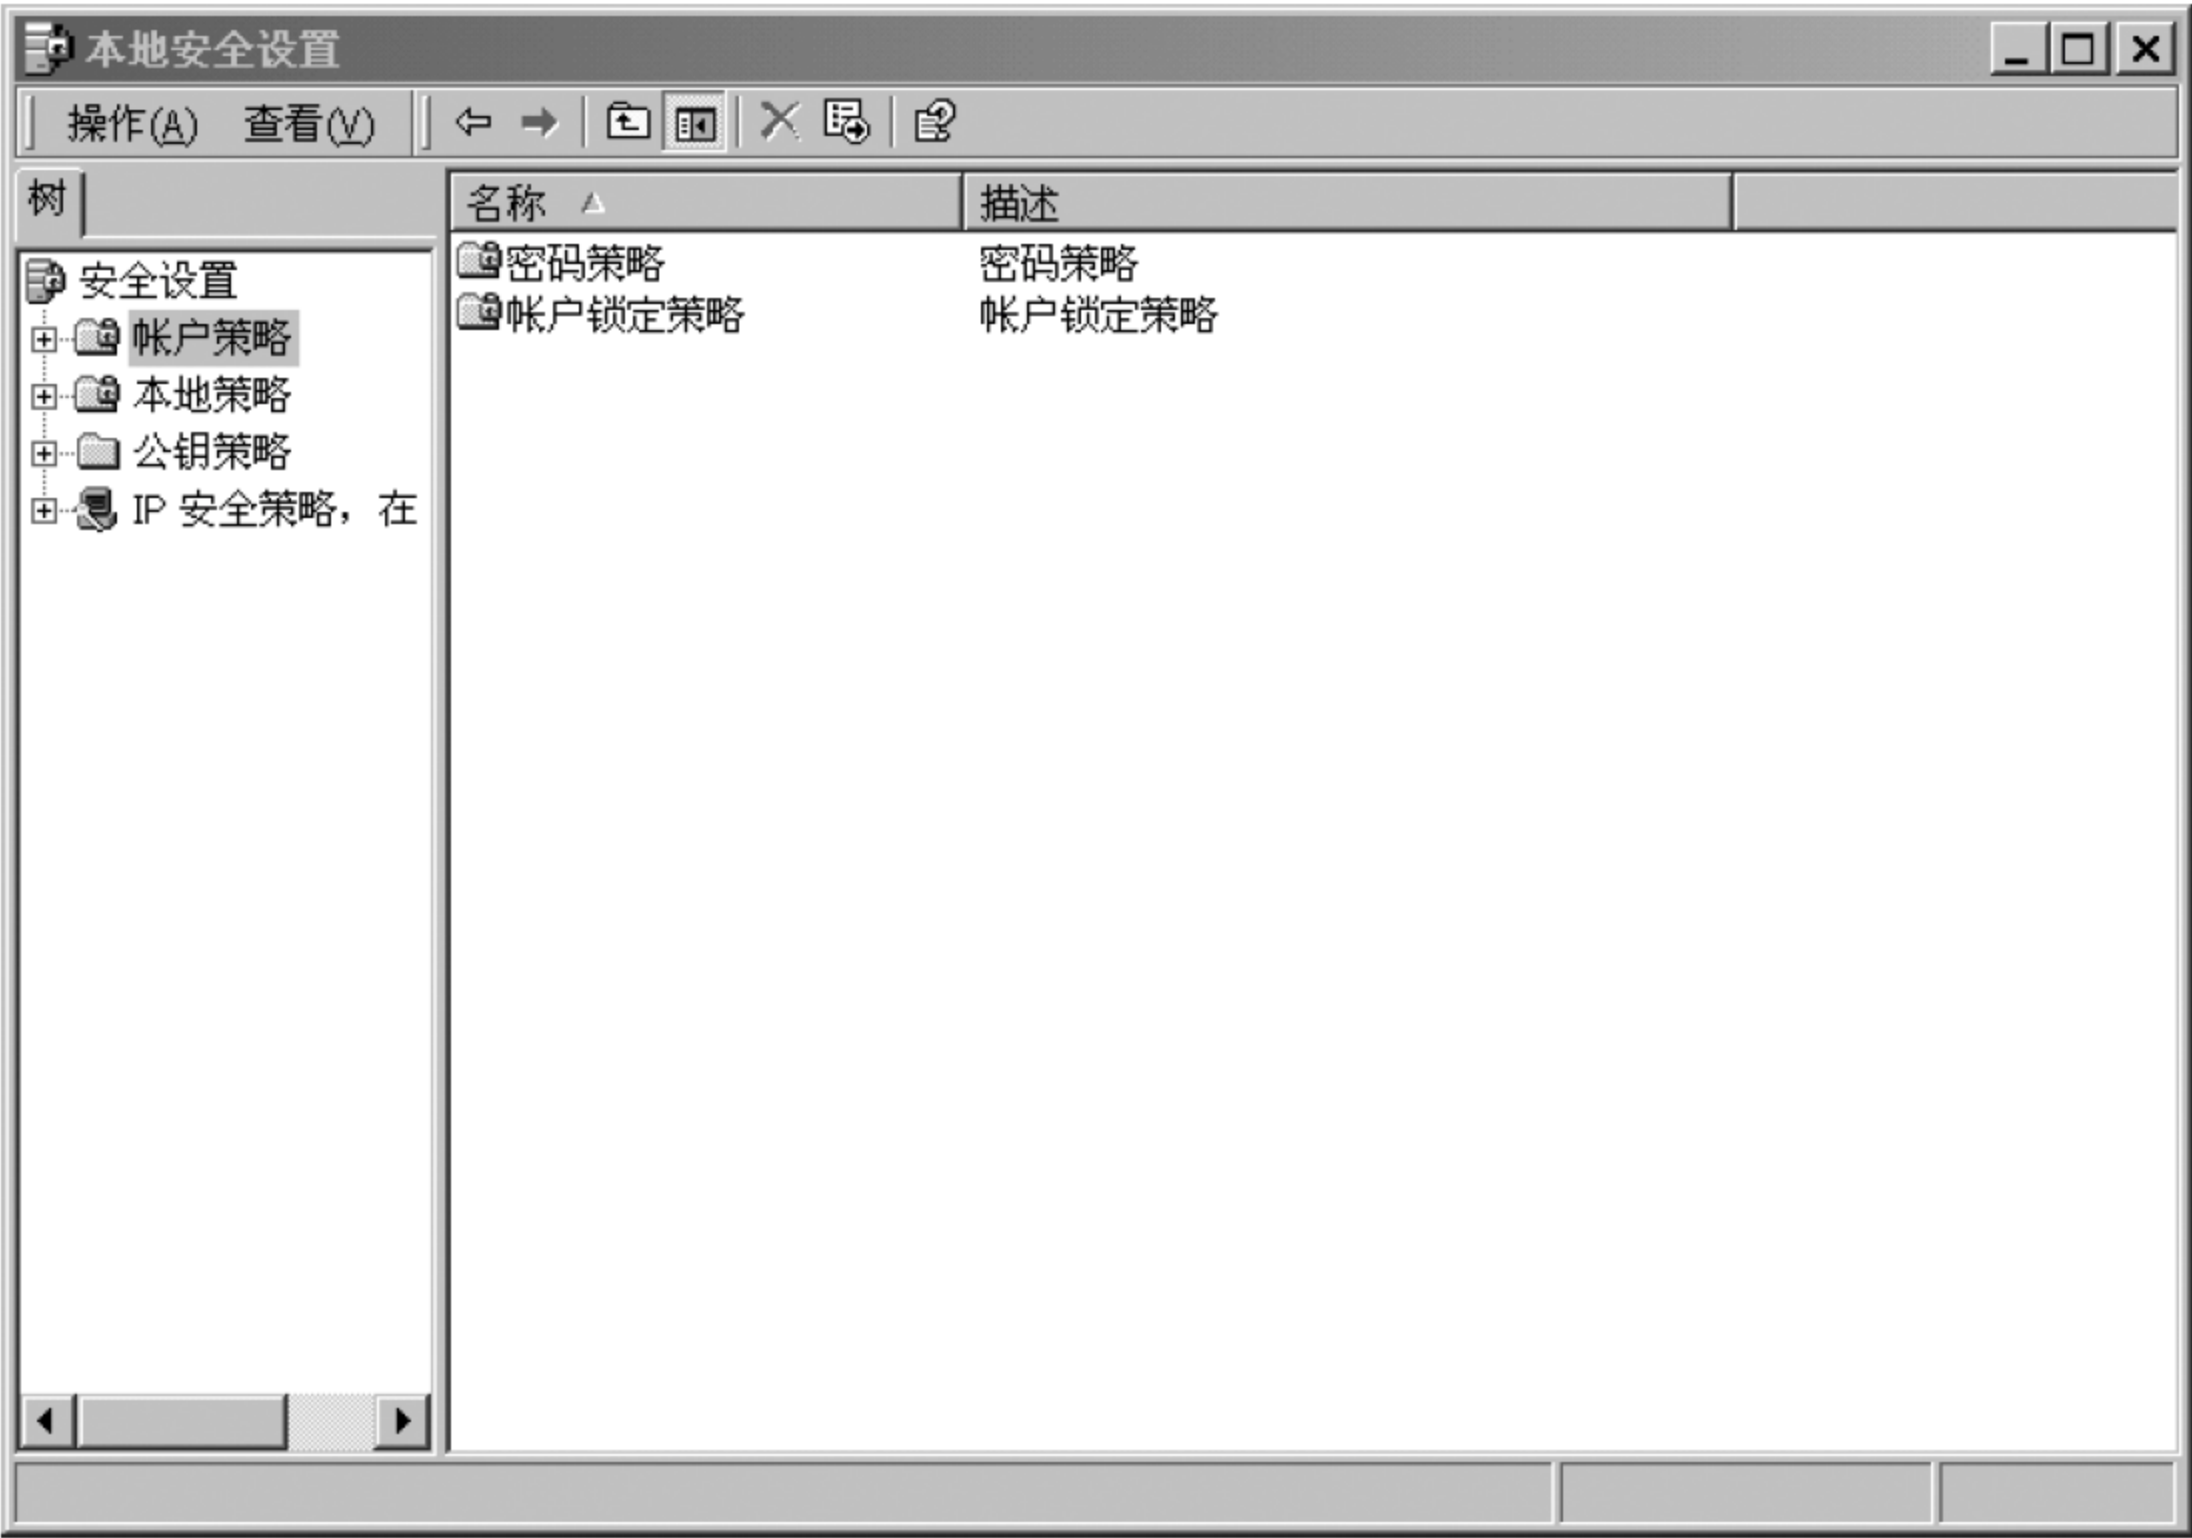 本地安全设置
操作(A) 查看(V)
树
名称 描述
安全设置
帐户策略
本地策略
公钥策略
IP 安全策略，在
密码策略 密码策略
帐户锁定策略 帐户锁定策略